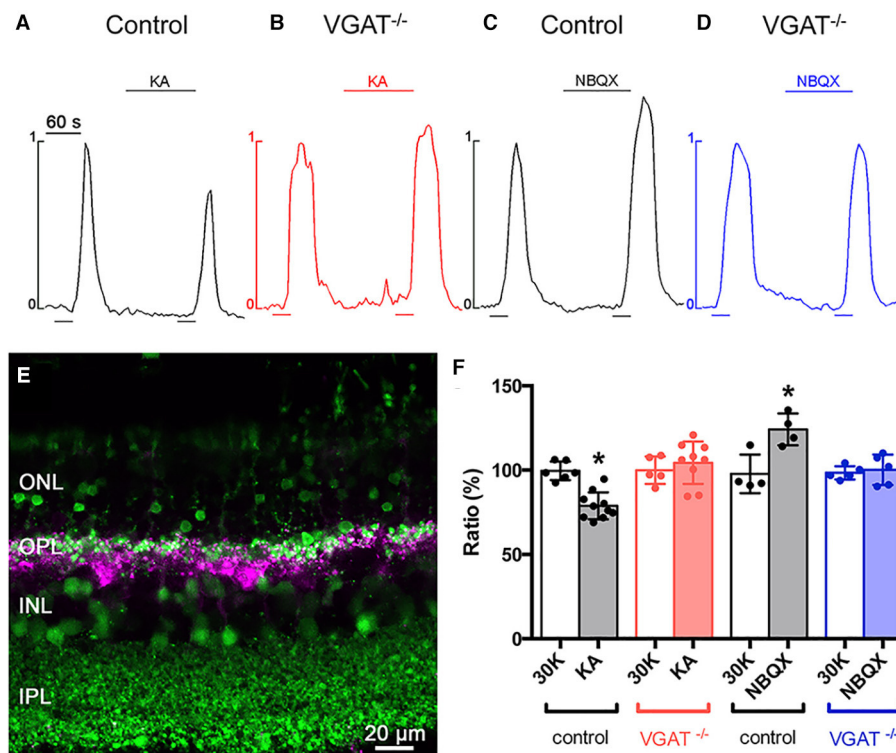 A Control B VGAT-/- C Control D VGAT-/-
KA KA NBQX NBQX
60 s
1 1 1 1
0 0 0 0
E F
ONL
OPL
INL
IPL
20 µm
150
100
50
0
Ratio (%)
* *
30K KA 30K KA 30K NBQX 30K NBQX
control VGAT -/- control VGAT -/-